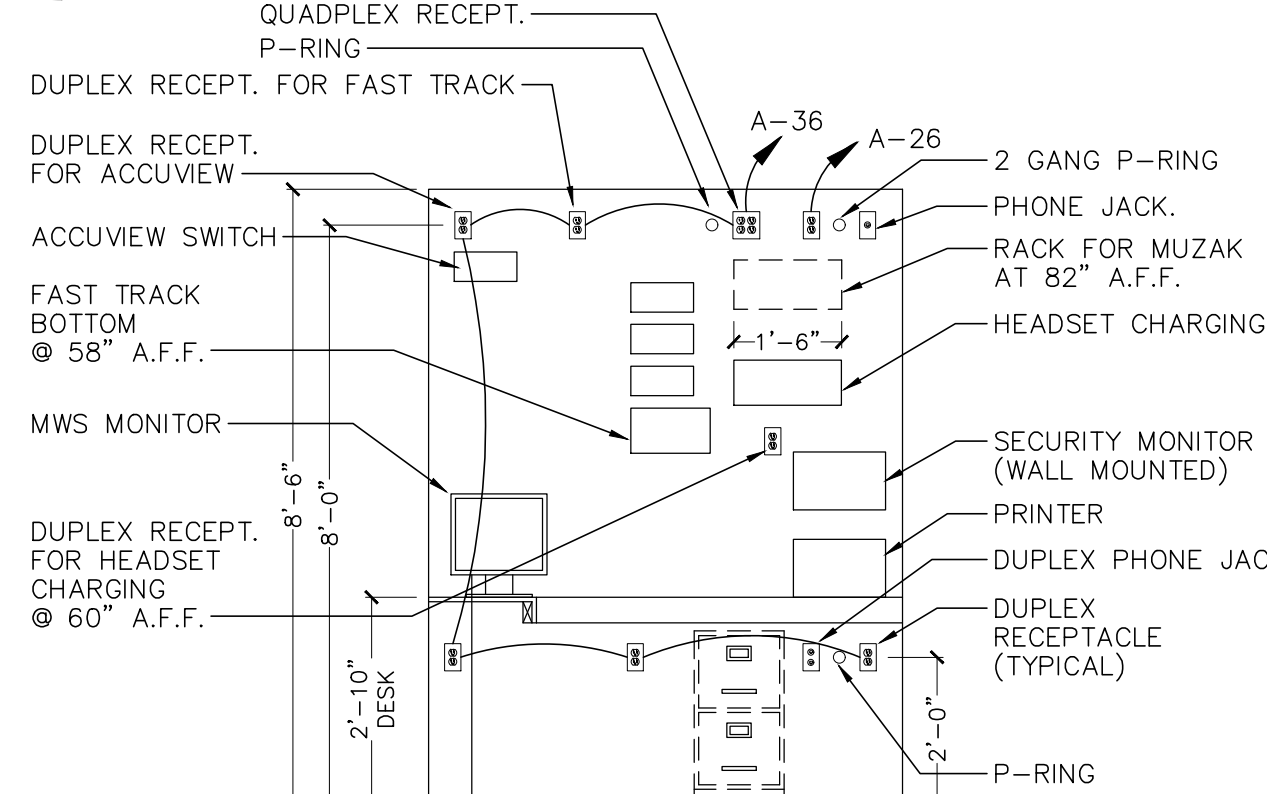 QUADPLEX RECEPT.
P-RING
DUPLEX RECEPT. FOR FAST TRACK
DUPLEX RECEPT.
FOR ACCUVIEW
ACCUVIEW SWITCH
FAST TRACK
BOTTOM
@ 58" A.F.F.
MWS MONITOR
DUPLEX RECEPT.
FOR HEADSET
CHARGING
@ 60" A.F.F.
8'-6"
8'-0"
2'-10"
DESK
A-36
A-26
1'-6"
2 GANG P-RING
PHONE JACK.
RACK FOR MUZAK
AT 82" A.F.F.
HEADSET CHARGING
SECURITY MONITOR
(WALL MOUNTED)
PRINTER
DUPLEX PHONE JAC
DUPLEX
RECEPTACLE
(TYPICAL)
2'-0"
P-RING